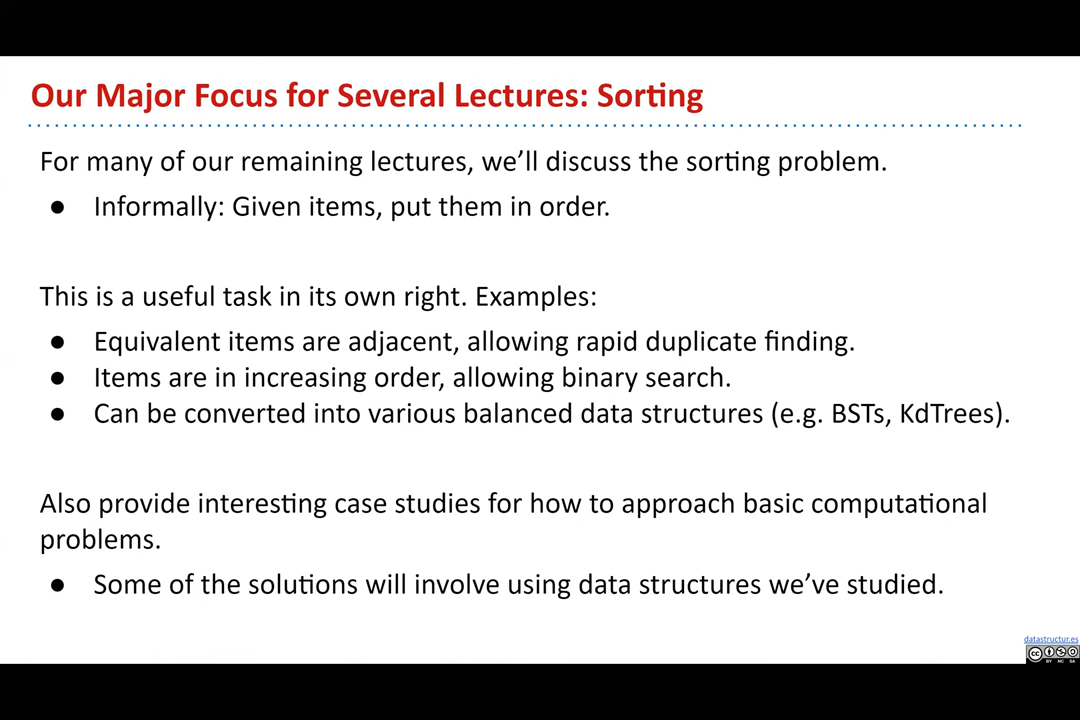 Our Major Focus for Several Lectures: Sorting
For many of our remaining lectures, we’ll discuss the sorting problem.
● Informally: Given items, put them in order.
This is a useful task in its own right. Examples:
● Equivalent items are adjacent, allowing rapid duplicate finding.
● Items are in increasing order, allowing binary search.
● Can be converted into various balanced data structures (e.g. BSTs, KdTrees).
Also provide interesting case studies for how to approach basic computational
problems.
● Some of the solutions will involve using data structures we’ve studied.
datastructur.es
cc BY NC SA